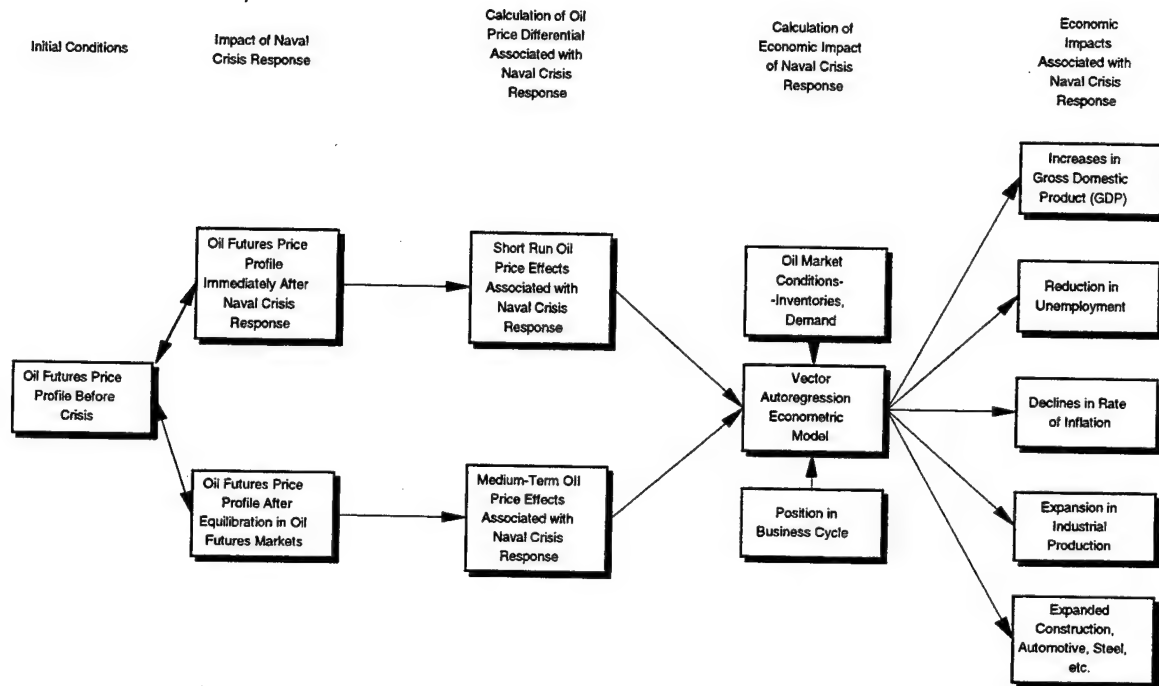 Initial Conditions
Impact of Naval
Crisis Response
Calculation of Oil
Price Differential
Associated with
Naval Crisis
Response
Calculation of
Economic Impact
of Naval Crisis
Response
Economic
Impacts
Associated with
Naval Crisis
Response
Oil Futures Price
Profile Before
Crisis
Oil Futures Price
Profile
Immediately After
Naval Crisis
Response
Oil Futures Price
Profile After
Equilibration in Oil
Futures Markets
Short Run Oil
Price Effects
Associated with
Naval Crisis
Response
Medium-Term Oil
Price Effects
Associated with
Naval Crisis
Response
Oil Market
Conditions-
-Inventories,
Demand
Vector
Autoregression
Econometric
Model
Position in
Business Cycle
Increases in
Gross Domestic
Product (GDP)
Reduction in
Unemployment
Declines in Rate
of Inflation
Expansion in
Industrial
Production
Expanded
Construction,
Automotive, Steel,
etc.